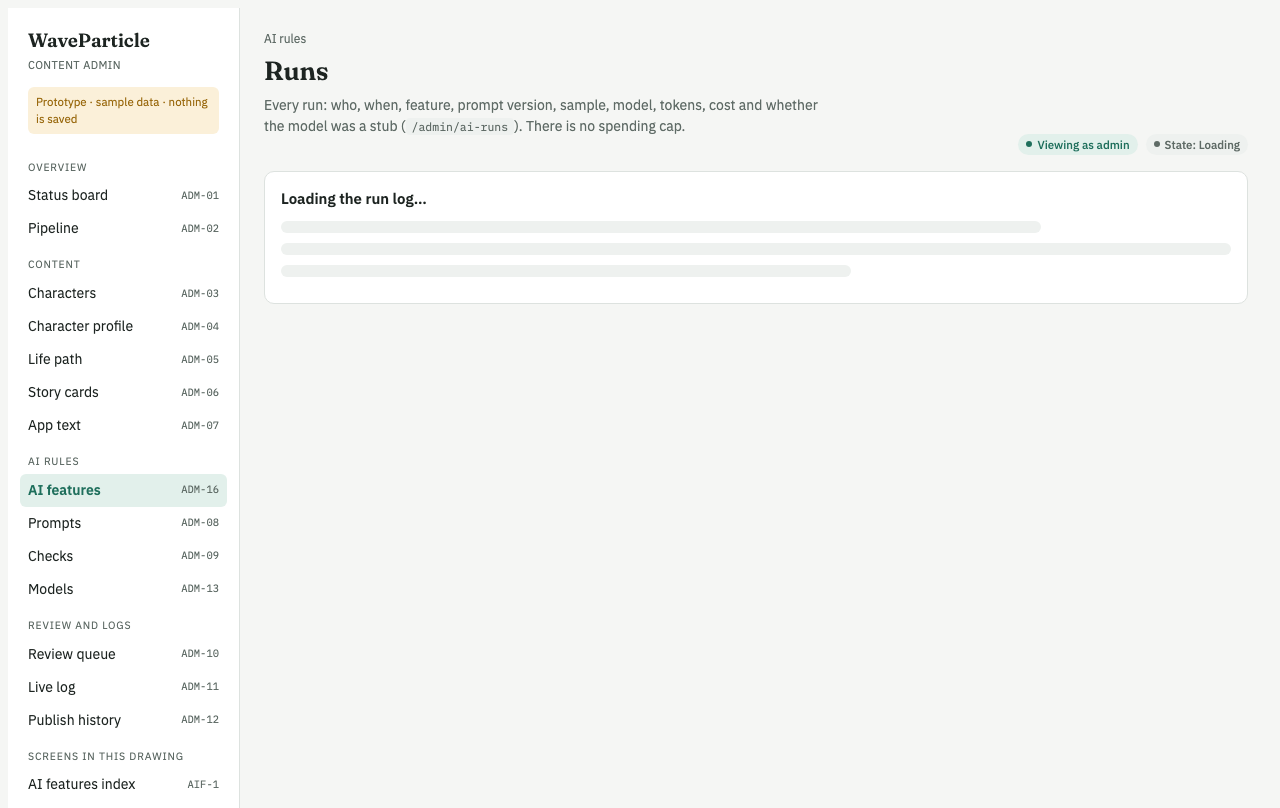 WaveParticle
CONTENT ADMIN
Prototype · sample data · nothing
is saved
OVERVIEW
Status board ADM-01
Pipeline ADM-02
CONTENT
Characters ADM-03
Character profile ADM-04
Life path ADM-05
Story cards ADM-06
App text ADM-07
AI RULES
AI features ADM-16
Prompts ADM-08
Checks ADM-09
Models ADM-13
REVIEW AND LOGS
Review queue ADM-10
Live log ADM-11
Publish history ADM-12
SCREENS IN THIS DRAWING
AI features index AIF-1
AI rules
Runs
Every run: who, when, feature, prompt version, sample, model, tokens, cost and whether
the model was a stub ( /admin/ai-runs ). There is no spending cap.
Viewing as admin State: Loading
Loading the run log…